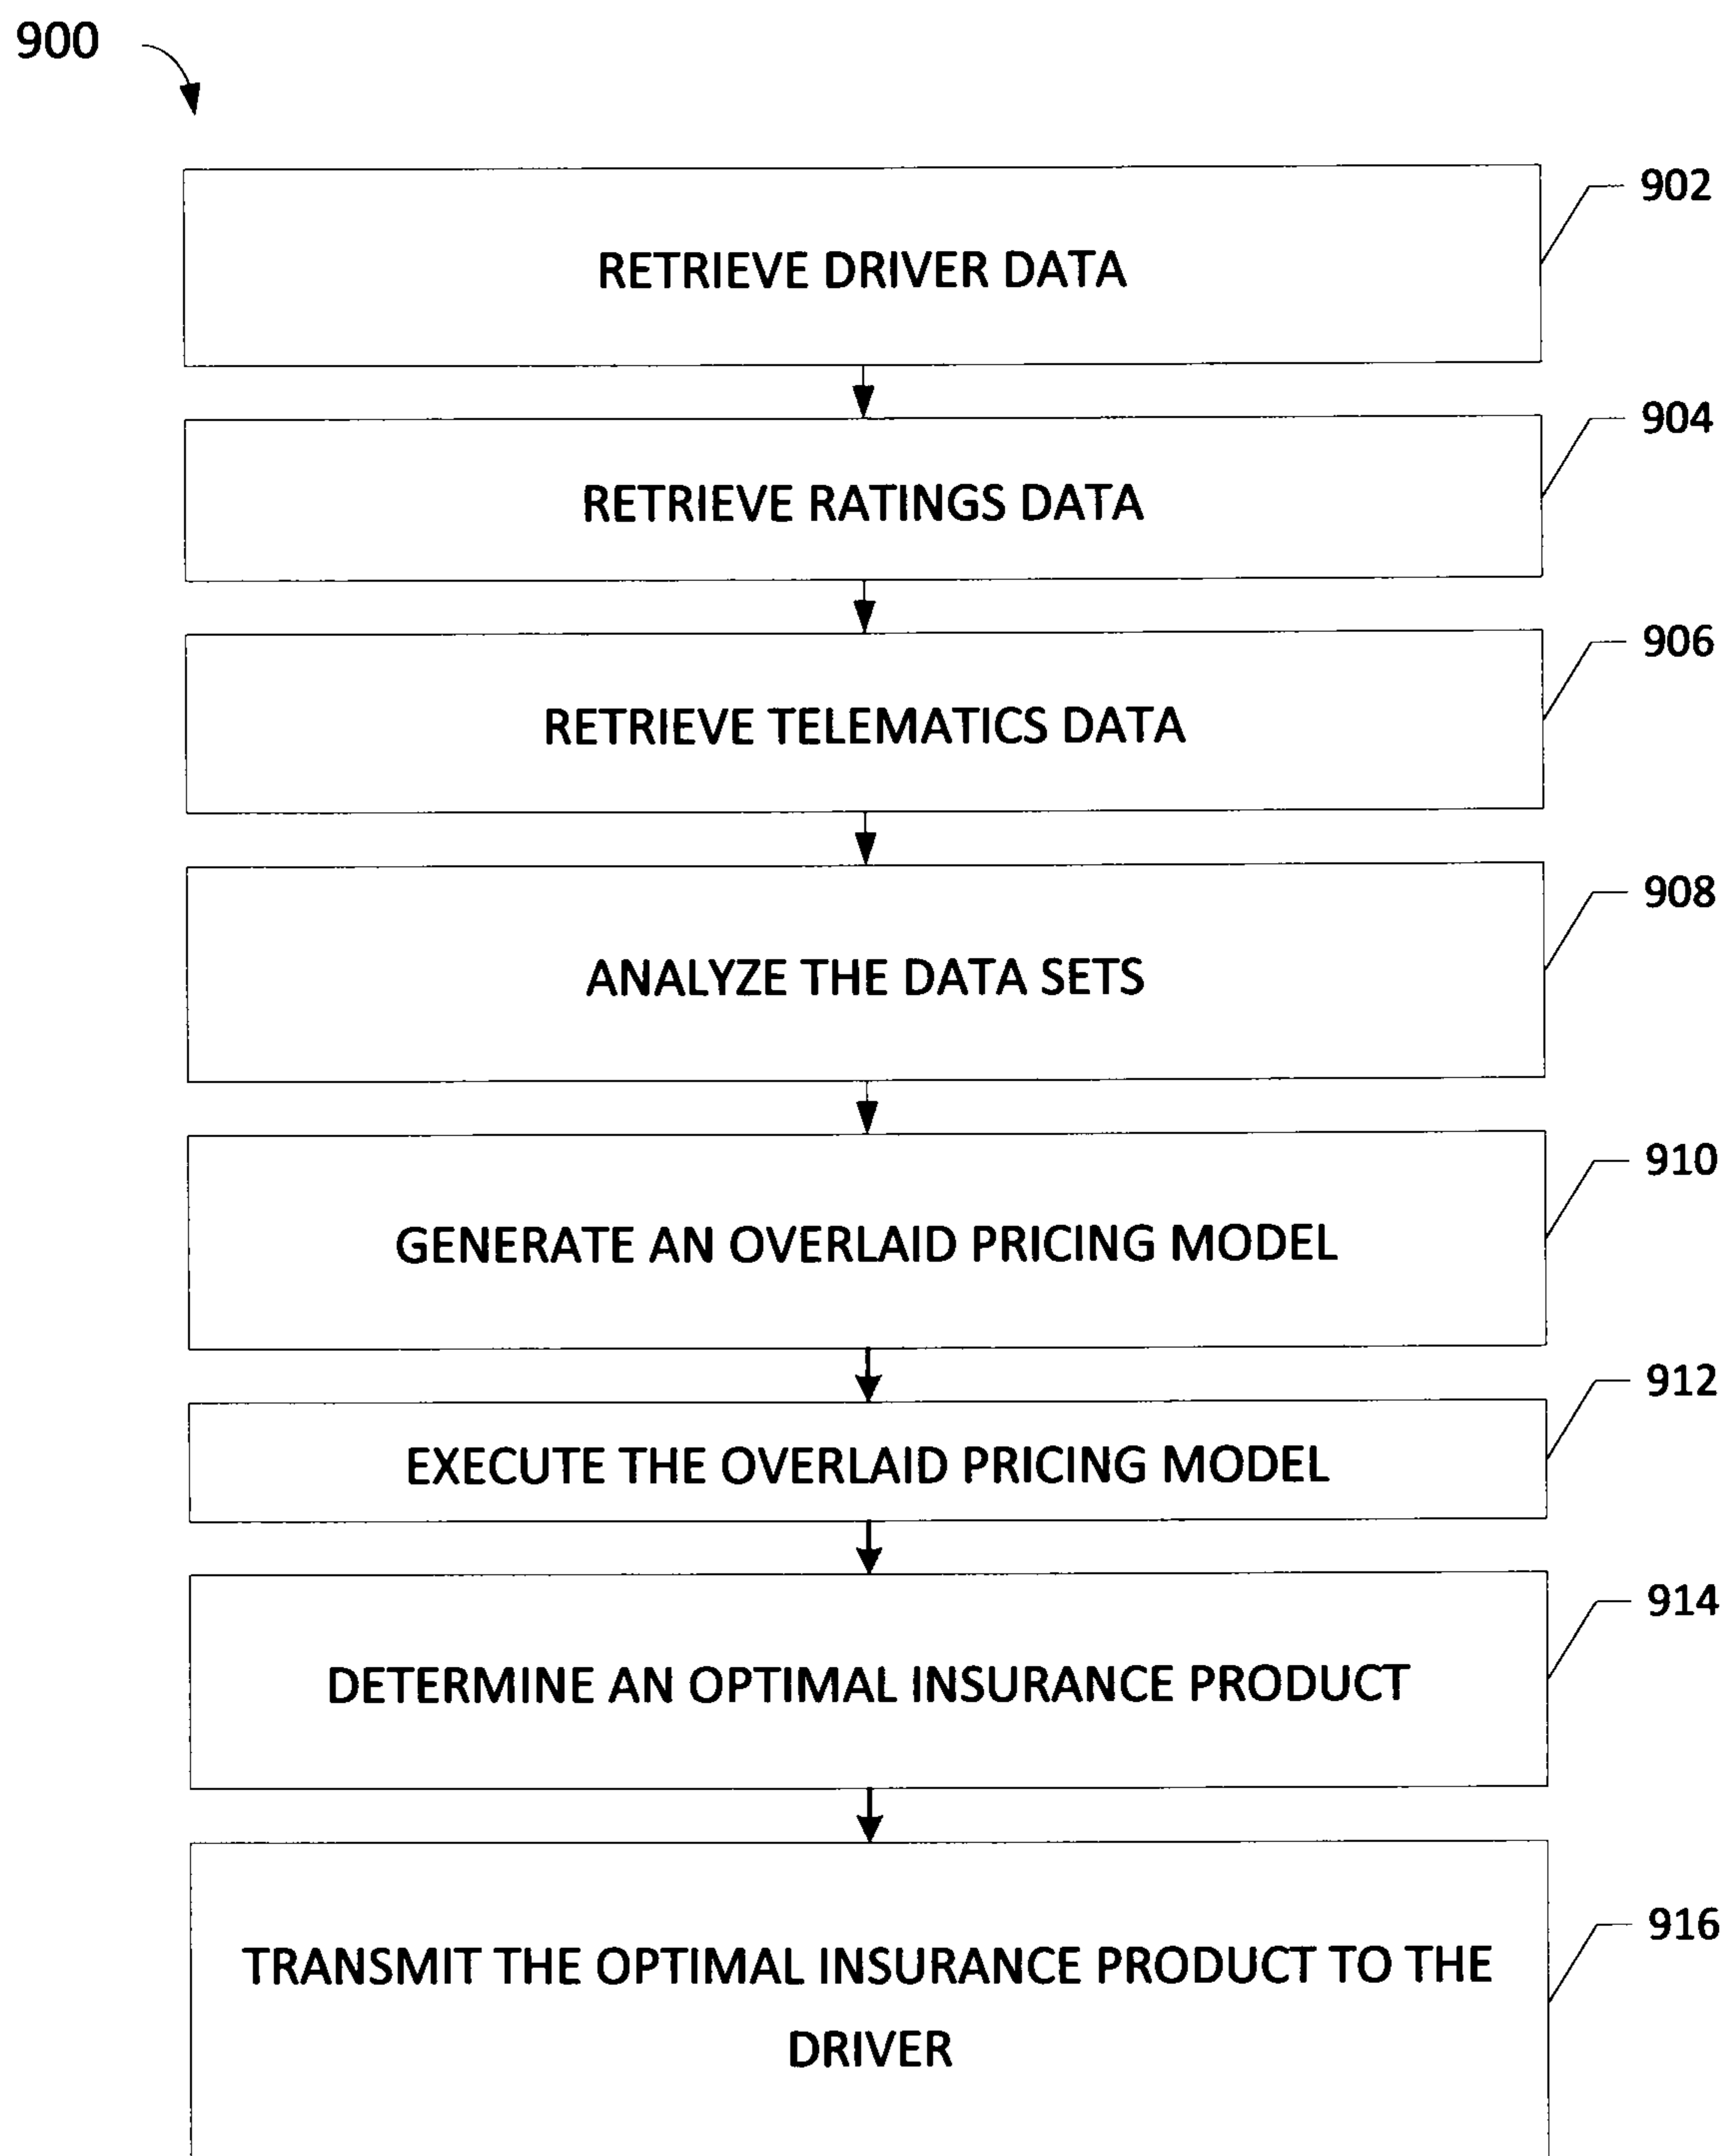 900
902
RETRIEVE DRIVER DATA
904
RETRIEVE RATINGS DATA
906
RETRIEVE TELEMATICS DATA
908
ANALYZE THE DATA SETS
910
GENERATE AN OVERLAID PRICING MODEL
912
EXECUTE THE OVERLAID PRICING MODEL
914
DETERMINE AN OPTIMAL INSURANCE PRODUCT
916
TRANSMIT THE OPTIMAL INSURANCE PRODUCT TO THE
DRIVER